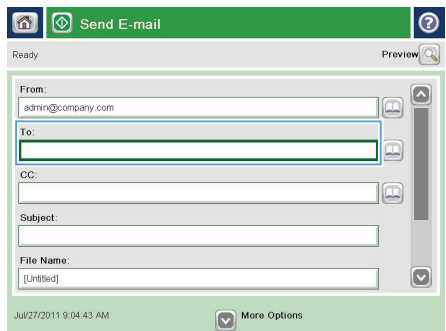 Send E-mail
Ready
Preview
From:
admin@company.com
To:
CC:
Subject:
File Name:
[Untitled]
Jul/27/2011 9:04:43 AM
More Options